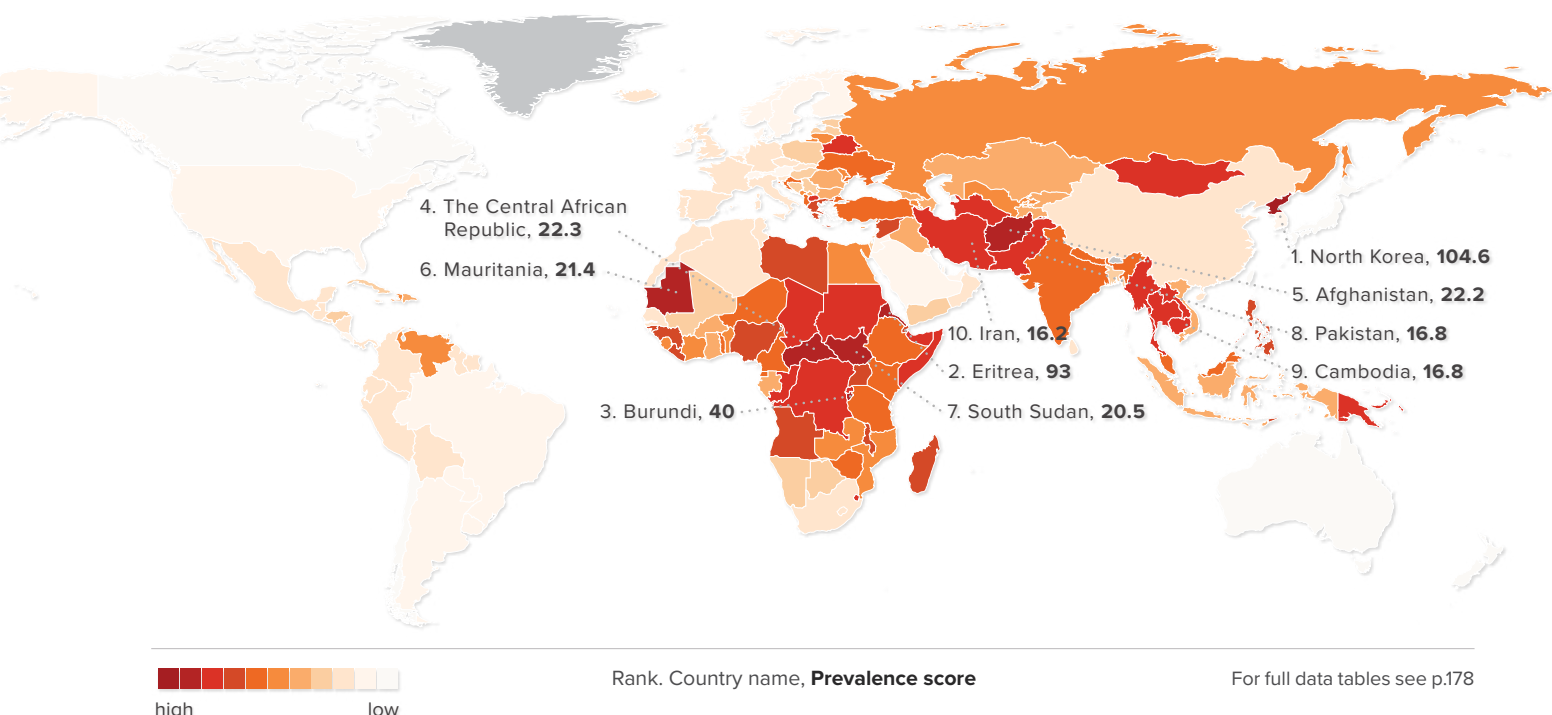 4. The Central African
Republic, 22.3
6. Mauritania, 21.4
3. Burundi, 40
10. Iran, 16.2
2. Eritrea, 93
7. South Sudan, 20.5
1. North Korea, 104.6
5. Afghanistan, 22.2
8. Pakistan, 16.8
9. Cambodia, 16.8
high
low
Rank. Country name, Prevalence score
For full data tables see p.178